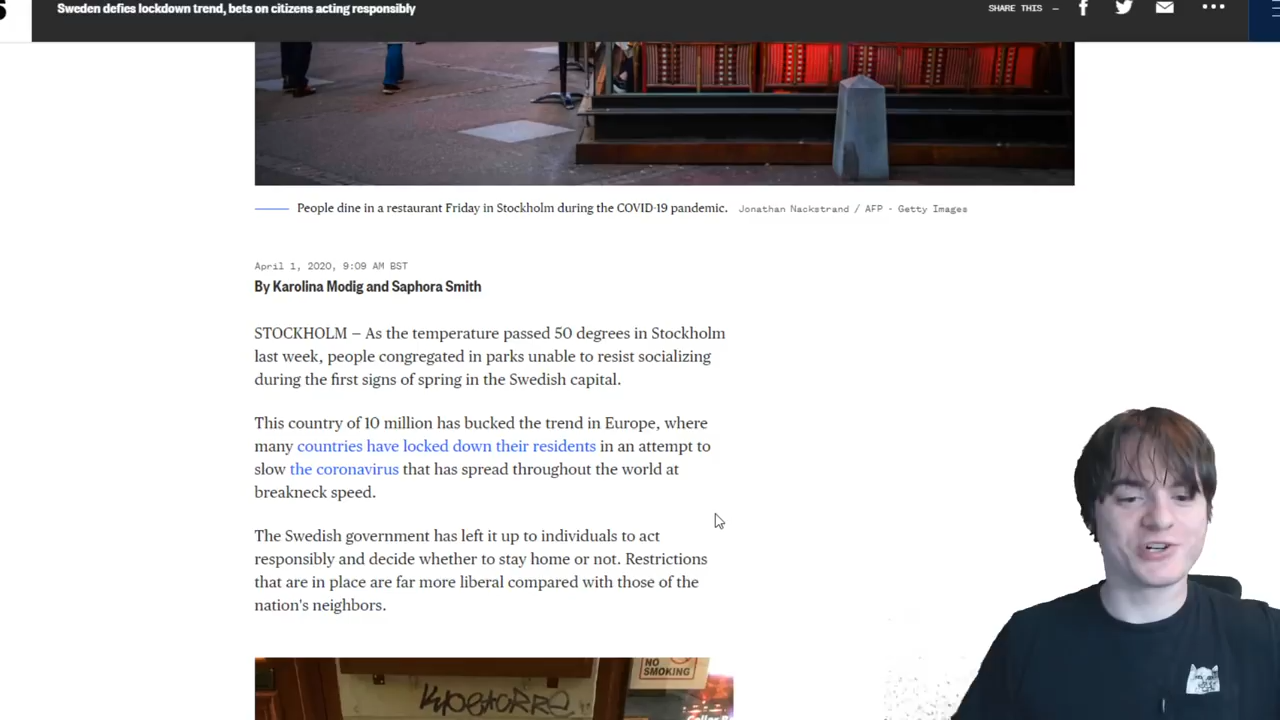 Sweden defies lockdown trend, bets on citizens acting responsibly
SHARE THIS —
People dine in a restaurant Friday in Stockholm during the COVID-19 pandemic. Jonathan Nackstrand / AFP - Getty Images
April 1, 2020, 9:09 AM BST
By Karolina Modig and Saphora Smith
STOCKHOLM — As the temperature passed 50 degrees in Stockholm
last week, people congregated in parks unable to resist socializing
during the first signs of spring in the Swedish capital.
This country of 10 million has bucked the trend in Europe, where
many countries have locked down their residents in an attempt to
slow the coronavirus that has spread throughout the world at
breakneck speed.
The Swedish government has left it up to individuals to act
responsibly and decide whether to stay home or not. Restrictions
that are in place are far more liberal compared with those of the
nation's neighbors.
NO
SMOKING